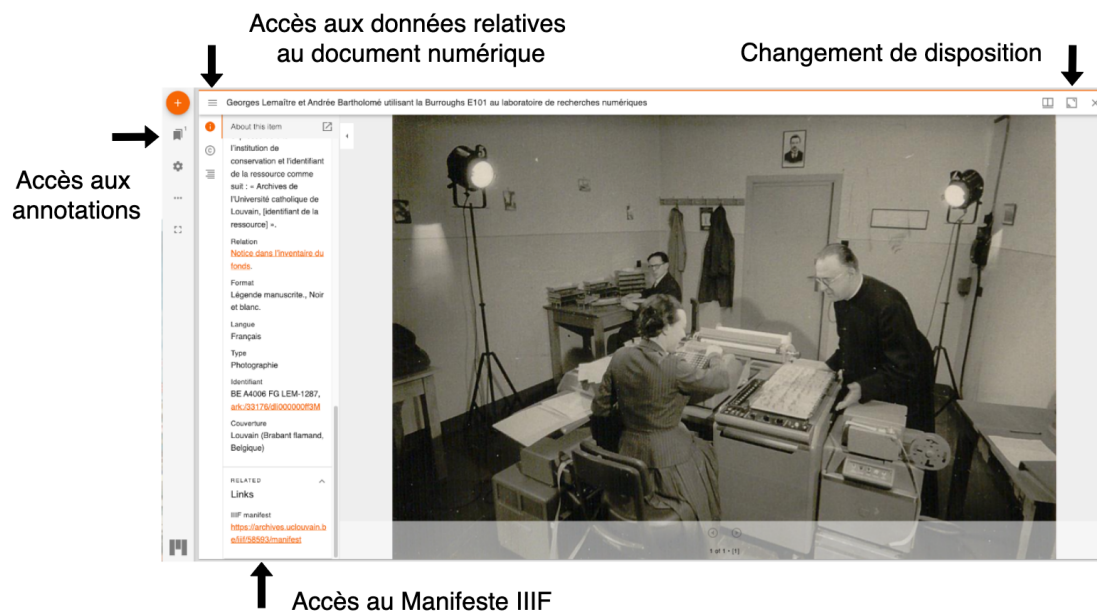 Accès aux données relatives
au document numérique
Changement de disposition
Georges Lemaître et Andrée Bartholomé utilisant la Burroughs E101 au laboratoire de recherches numériques
1
About this item
l'institution de
conservation et l'identifiant
de la ressource comme
suit : « Archives de
l'Université catholique de
Louvain, [identifiant de la
ressource] ».
Relation
Notice dans l'inventaire du
fonds.
Format
Légende manuscrite., Noir
et blanc.
Langue
Français
Type
Photographie
Identifiant
BE A4006 FG LEM-1287,
ark:/33176/dli000000ff3M
Couverture
Louvain (Brabant flamand,
Belgique)
RELATED
Links
IIIF manifest
https://archives.uclouvain.b
e/iiif/58593/manifest
1 of 1 • [1]
Accès aux
annotations
Accès au Manifeste IIIF